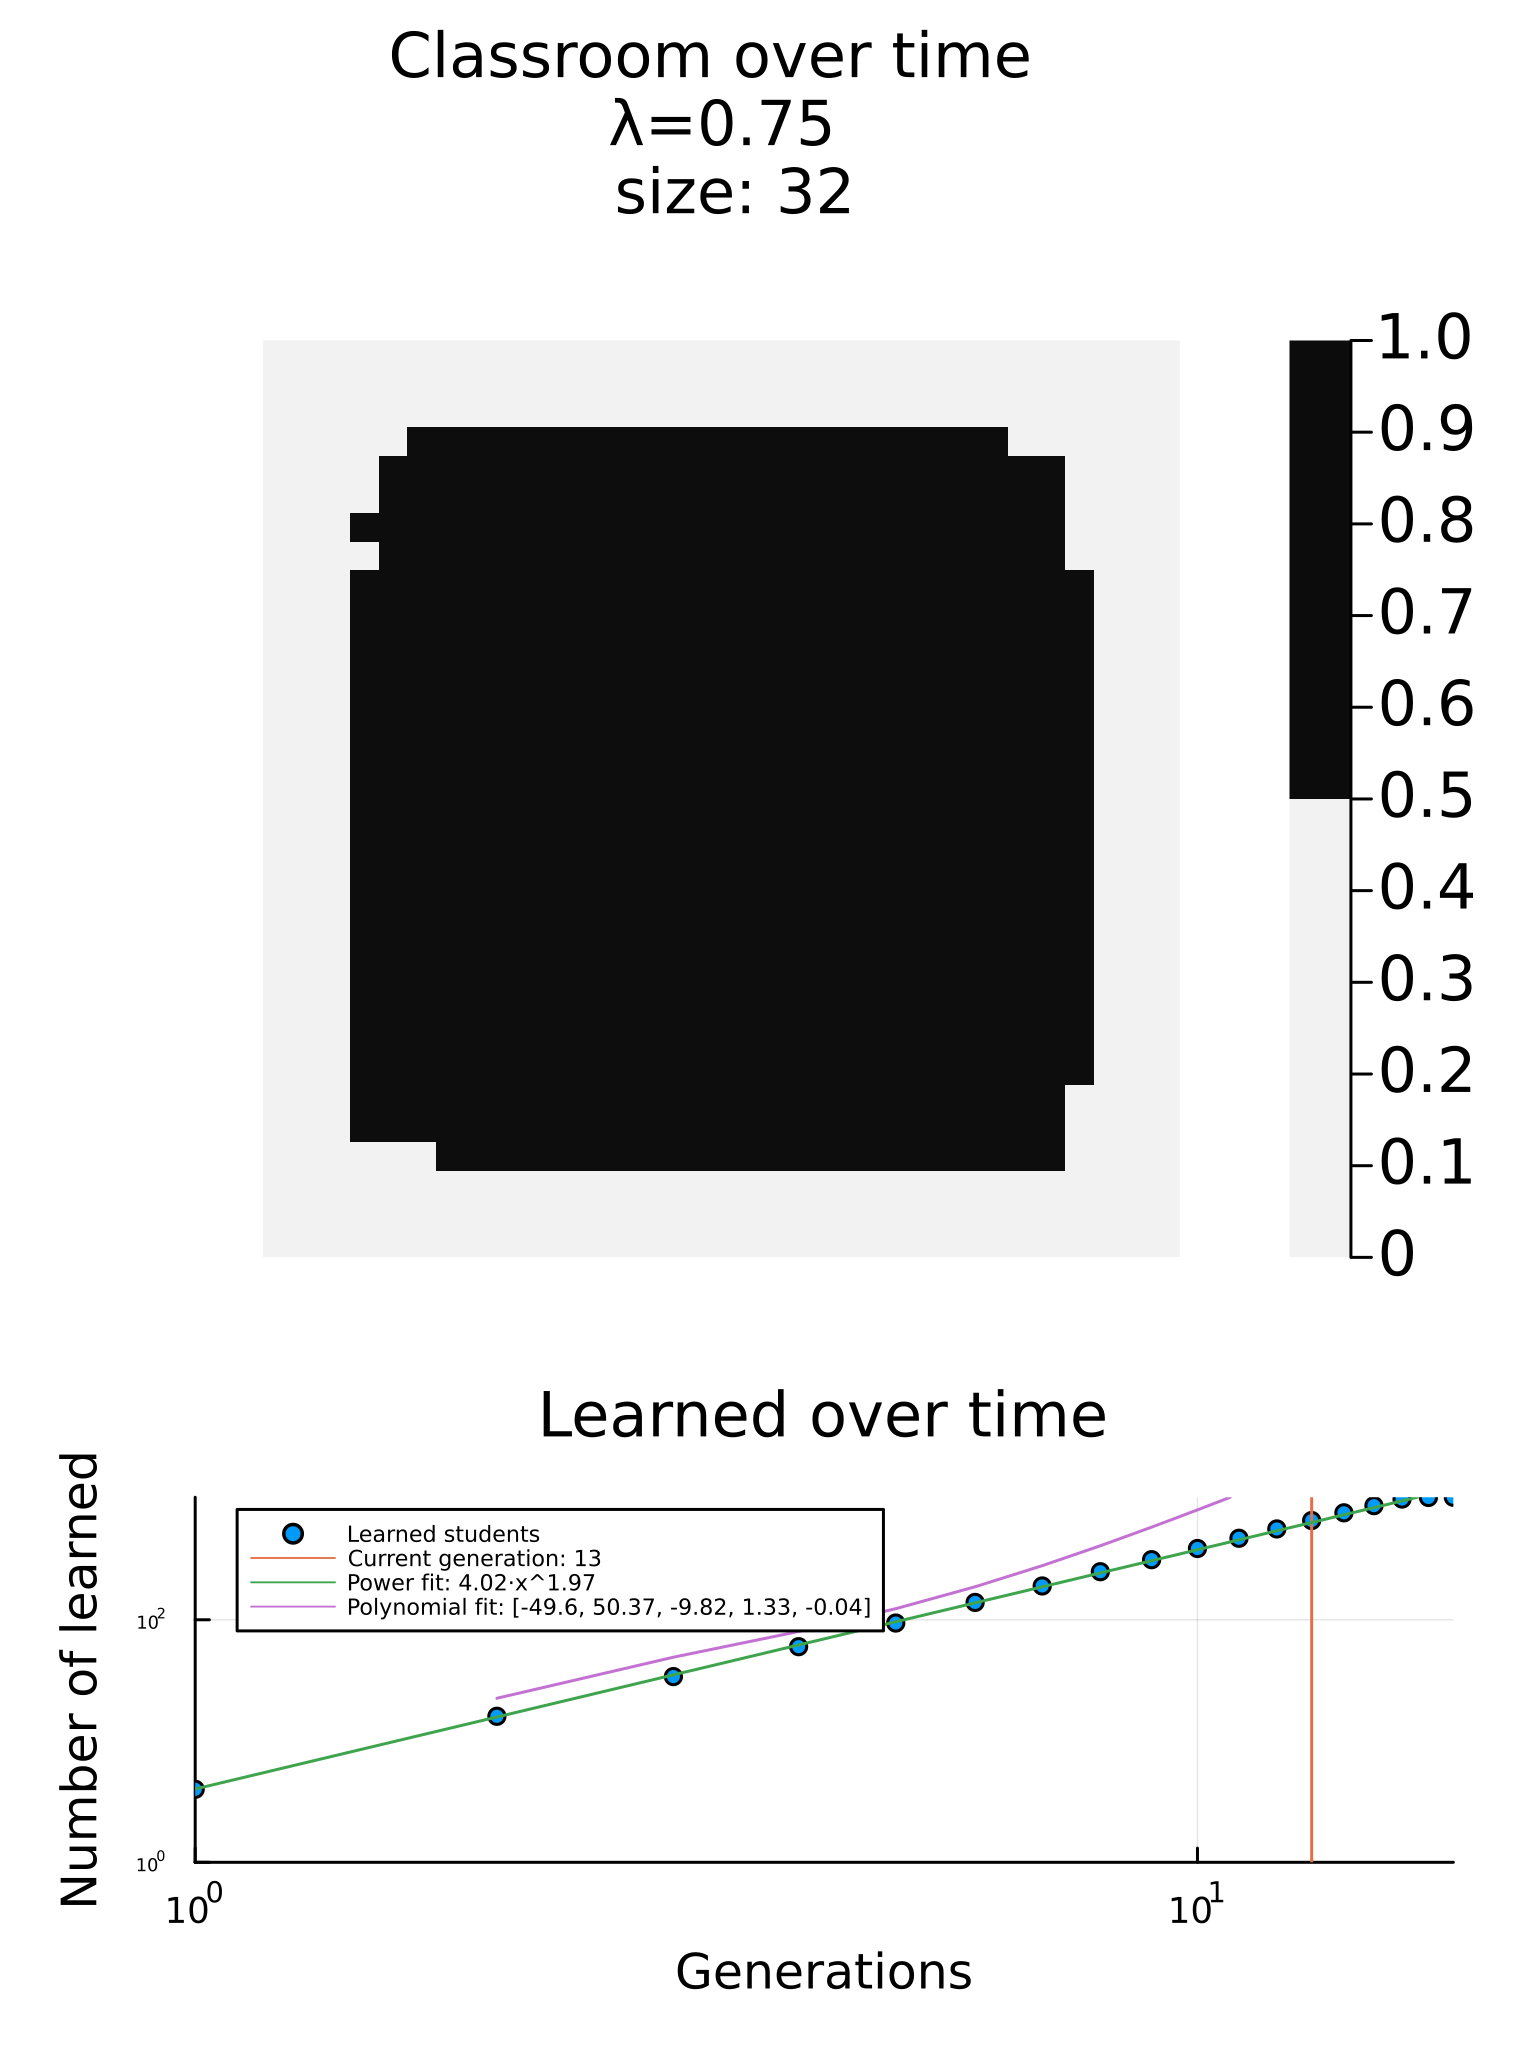 Classroom over time
λ=0.75
size: 32
1.0
0.9
0.8
0.7
0.6
0.5
0.4
0.3
0.2
0.1
0
Learned over time
Number of learned
Learned students
Current generation: 13
Power fit: 4.02·x^1.97
Polynomial fit: [-49.6, 50.37, -9.82, 1.33, -0.04]
10²
10⁰
10⁰
10¹
Generations